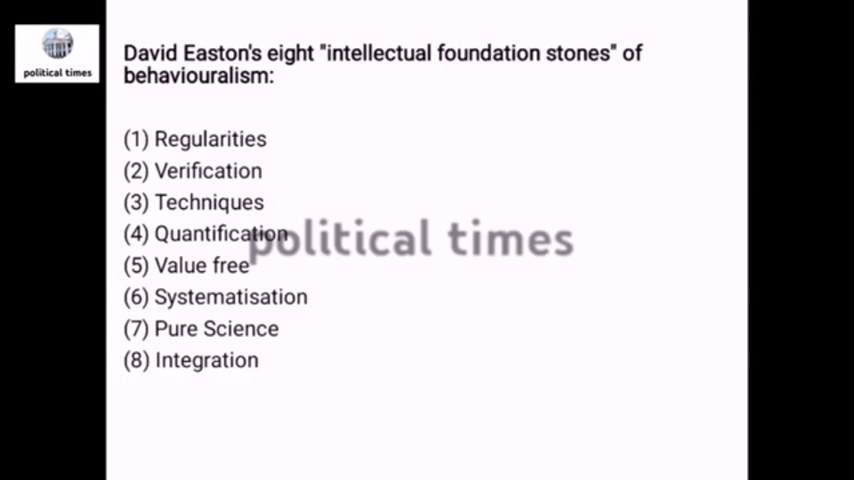 political times
David Easton's eight "intellectual foundation stones" of
behaviouralism:
(1) Regularities
(2) Verification
(3) Techniques
(4) Quantification
political times
(5) Value free
(6) Systematisation
(7) Pure Science
(8) Integration